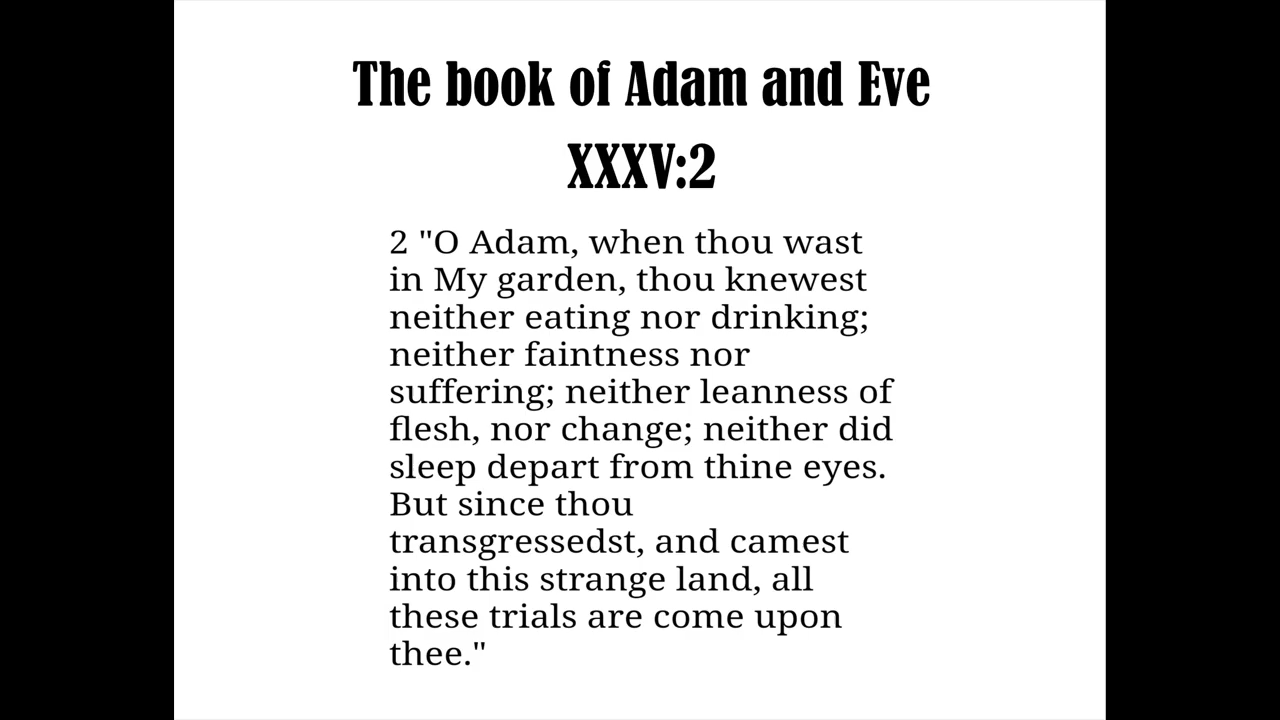 The book of Adam and Eve
XXXV:2
2 "O Adam, when thou wast
in My garden, thou knewest
neither eating nor drinking;
neither faintness nor
suffering; neither leanness of
flesh, nor change; neither did
sleep depart from thine eyes.
But since thou
transgressedst, and camest
into this strange land, all
these trials are come upon
thee."